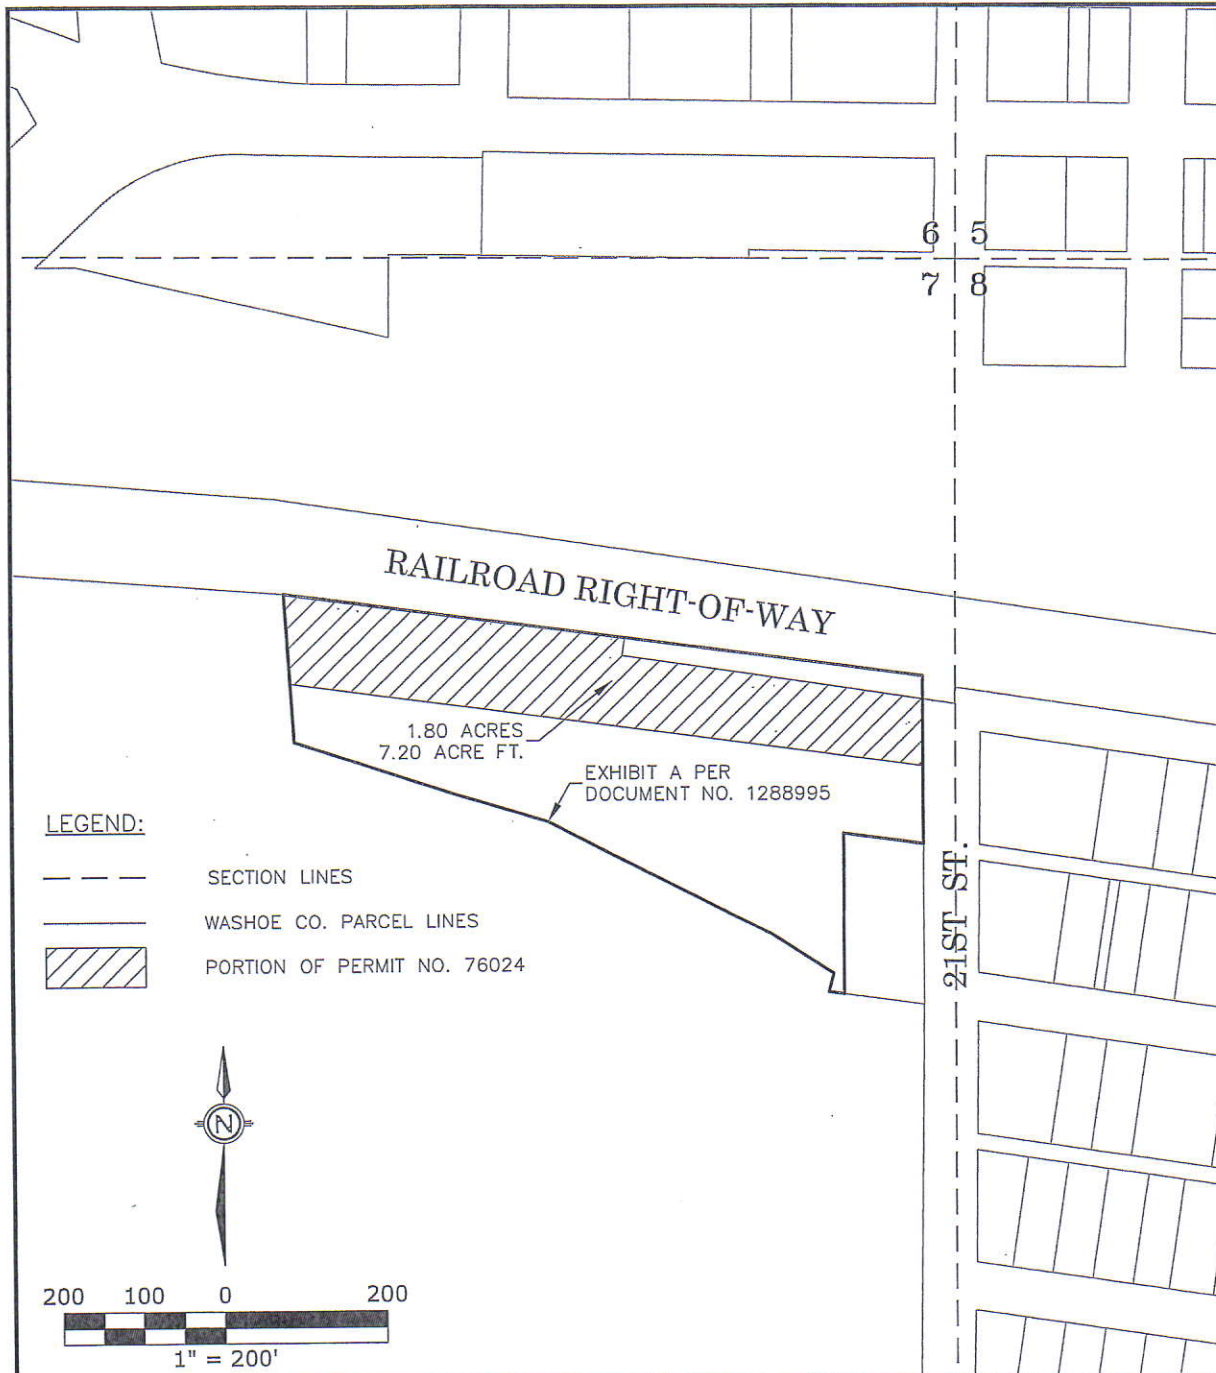 6 5
7 8
RAILROAD RIGHT-OF-WAY
1.80 ACRES
7.20 ACRE FT.
EXHIBIT A PER
DOCUMENT NO. 1288995
LEGEND:
SECTION LINES
WASHOE CO. PARCEL LINES
PORTION OF PERMIT NO. 76024
21ST ST.
N
200 100 0 200
1" = 200'